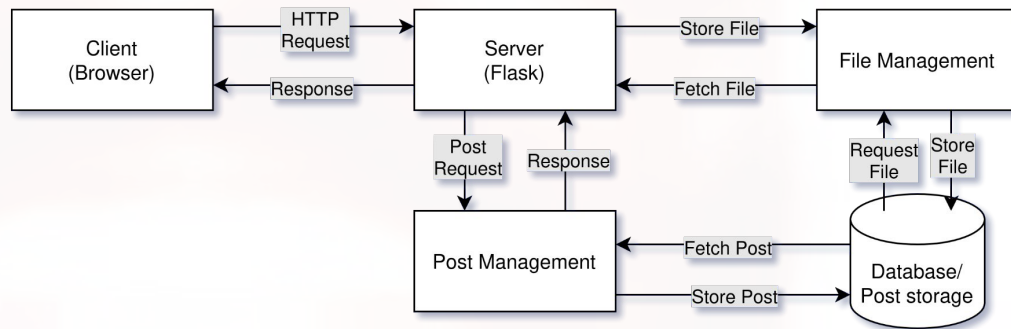 Client
(Browser)
HTTP
Request
Response
Server
(Flask)
Store File
Fetch File
File Management
Post
Request
Response
Request
File
Store
File
Post Management
Fetch Post
Store Post
Database/
Post storage